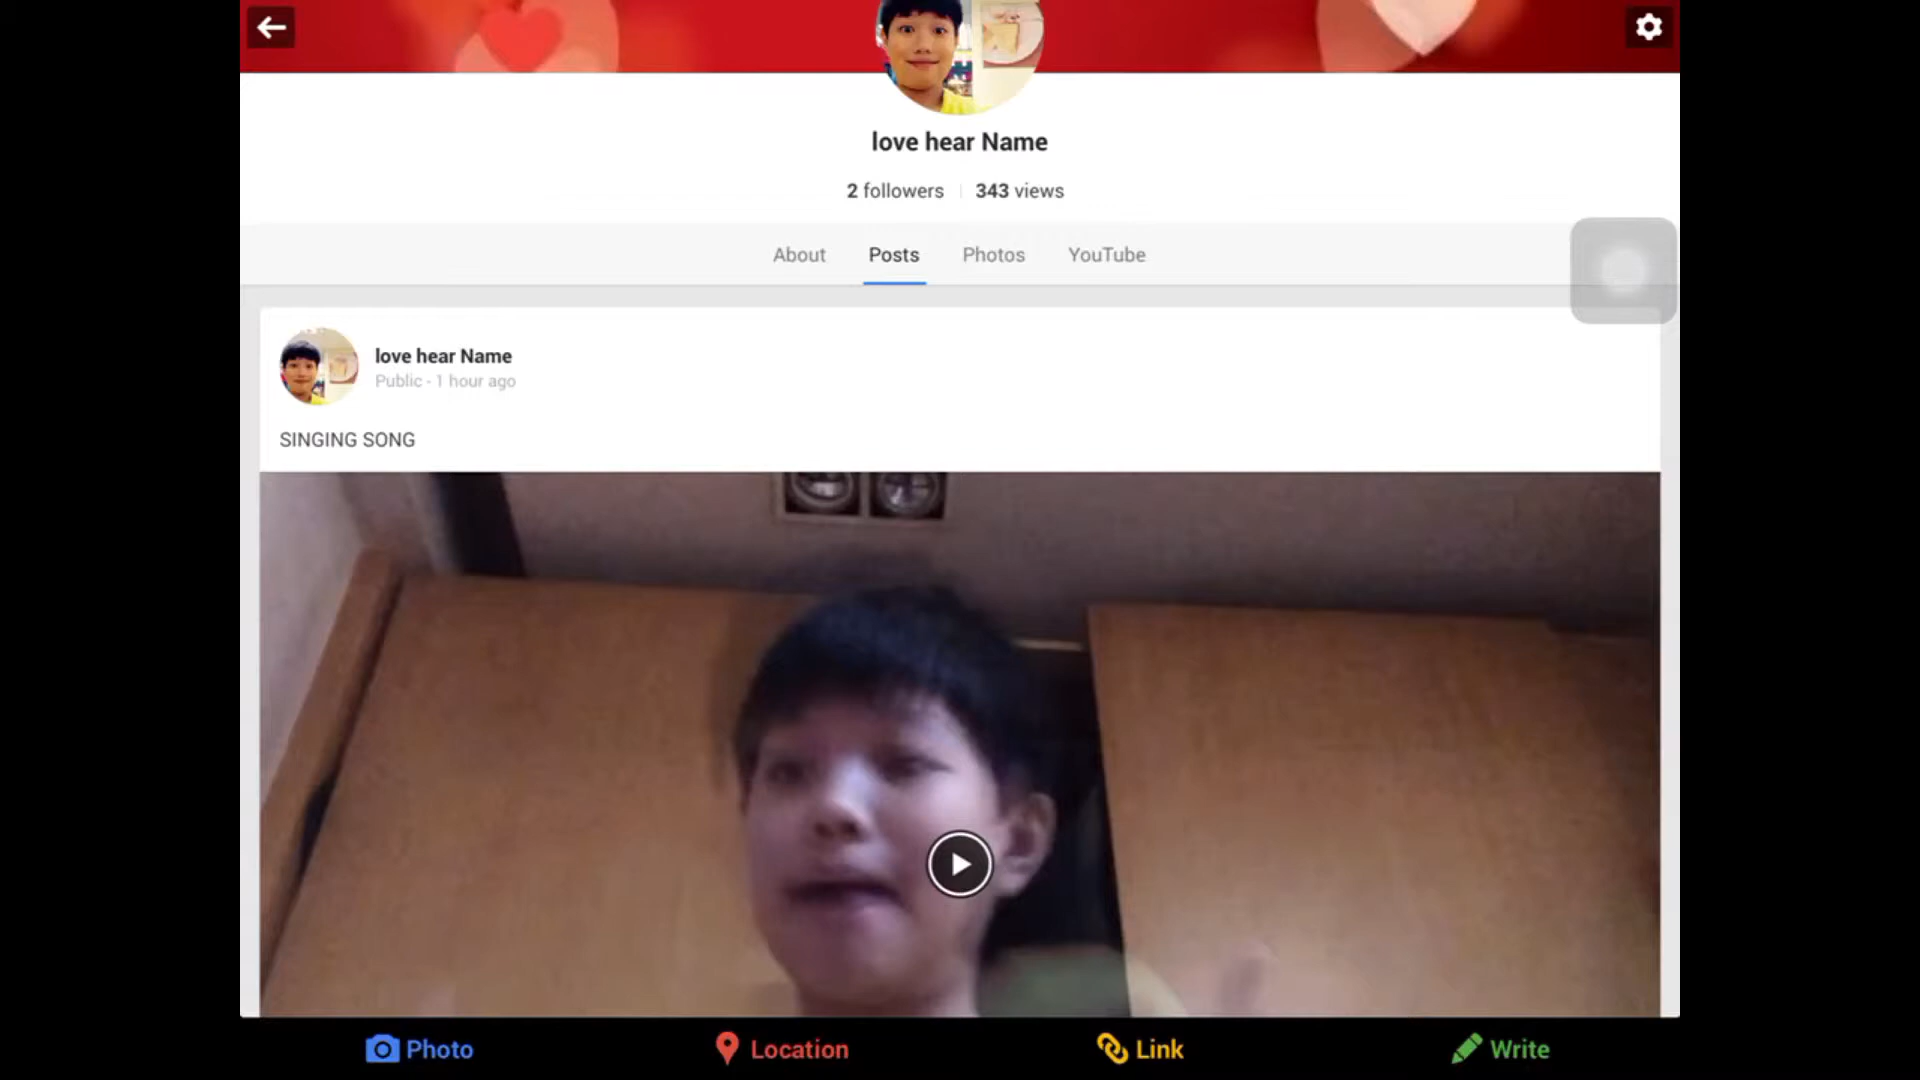 love hear Name
2 followers 343 views
About Posts Photos YouTube
love hear Name
Public - 1 hour ago
SINGING SONG
Photo Location Link Write